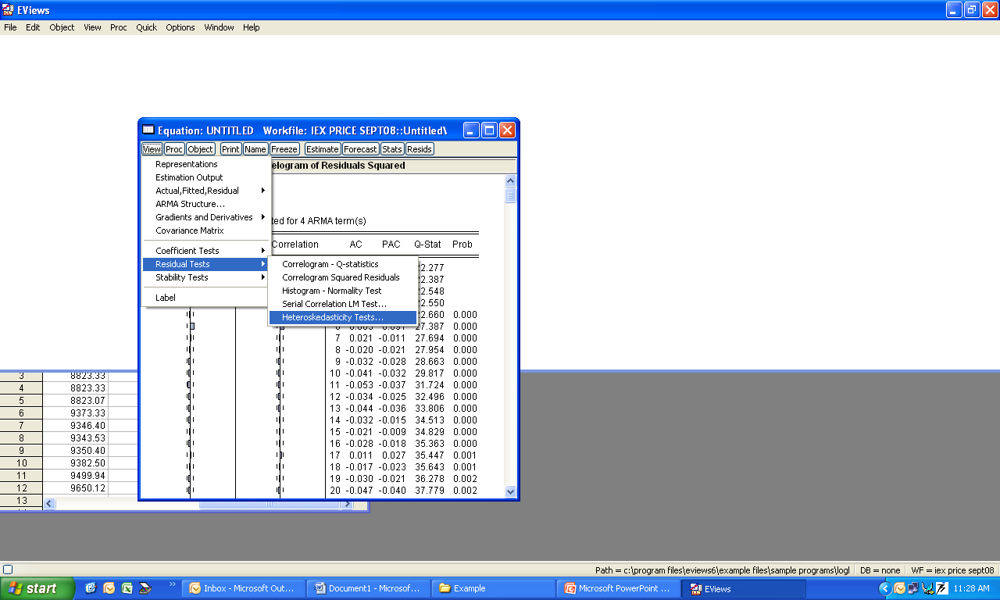 EViews
File Edit Object View Proc Quick Options Window Help
Equation: UNTITLED Workfile: IEX PRICE SEPT08::Untitled\
View Proc Object Print Name Freeze Estimate Forecast Stats Resids
elogram of Residuals Squared
Representations
Estimation Output
Actual,Fitted,Residual
ARMA Structure...
Gradients and Derivatives
Covariance Matrix
Coefficient Tests
Residual Tests
Stability Tests
Label
ted for 4 ARMA term(s)
Correlation AC PAC Q-Stat Prob
Correlogram - Q-statistics
Correlogram Squared Residuals
Histogram - Normality Test
Serial Correlation LM Test...
Heteroskedasticity Tests...
2.277
2.387
2.548
2.550
2.660 0.000
27.387 0.000
7 0.021 -0.011 27.694 0.000
8 -0.020 -0.021 27.954 0.000
9 -0.032 -0.028 28.663 0.000
10 -0.041 -0.032 29.817 0.000
11 -0.053 -0.037 31.724 0.000
12 -0.034 -0.025 32.496 0.000
13 -0.044 -0.036 33.806 0.000
14 -0.032 -0.015 34.513 0.000
15 -0.021 -0.009 34.829 0.000
16 -0.028 -0.018 35.363 0.000
17 0.011 0.027 35.447 0.001
18 -0.017 -0.023 35.643 0.001
19 -0.030 -0.021 36.278 0.002
20 -0.047 -0.040 37.779 0.002
3 8823.33
4 8823.33
5 8823.07
6 9373.33
7 9346.40
8 9343.53
9 9350.40
10 9382.50
11 9499.94
12 9650.12
13
Path = c:\program files\eviews6\example files\sample programs\logl DB = none WF = iex price sept08
start
Inbox - Microsoft Out...
Document1 - Microsof...
Example
Microsoft PowerPoint ...
EViews
11:28 AM